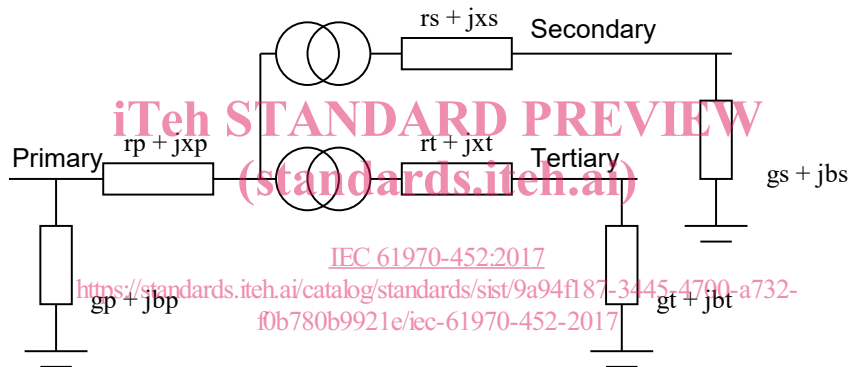 rs + jxs
Secondary
iTeh STANDARD PREVIEW
rp + jxp
rt + jxt
Primary
Tertiary
(standards.iteh.ai)
gs + jbs
IEC 61970-452:2017
https://standards.iteh.ai/catalog/standards/sist/9a94f187-3445-4700-a732-
gp + jbp
gt + jbt
f0b780b9921e/iec-61970-452-2017